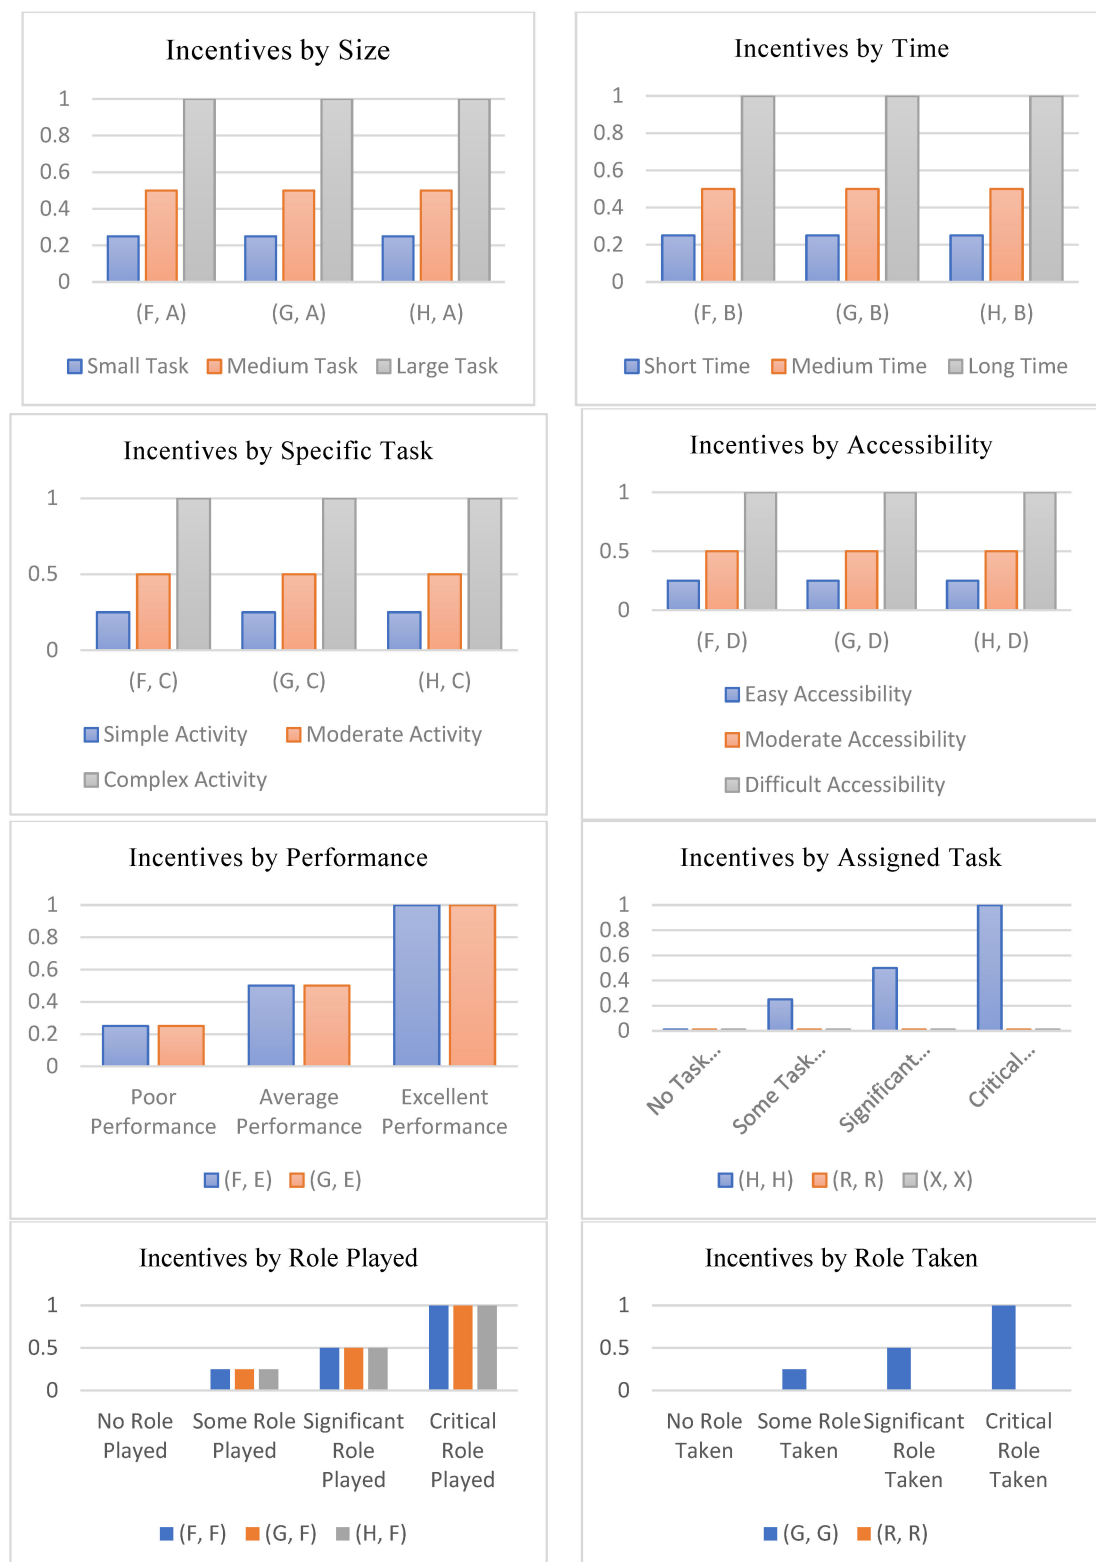 Incentives by Size
1
0.8
0.6
0.4
0.2
0
(F, A) (G, A) (H, A)
Small Task Medium Task Large Task
Incentives by Time
1
0.8
0.6
0.4
0.2
0
(F, B) (G, B) (H, B)
Short Time Medium Time Long Time
Incentives by Specific Task
1
0.5
0
(F, C) (G, C) (H, C)
Simple Activity Moderate Activity
Complex Activity
Incentives by Accessibility
1
0.5
0
(F, D) (G, D) (H, D)
Easy Accessibility
Moderate Accessibility
Difficult Accessibility
Incentives by Performance
1
0.8
0.6
0.4
0.2
0
Poor Average Excellent
Performance Performance Performance
(F, E) (G, E)
Incentives by Assigned Task
1
0.8
0.6
0.4
0.2
0
No Task...
Some Task...
Significant...
Critical...
(H, H) (R, R) (X, X)
Incentives by Role Played
1
0.5
0
No Role Some Role Significant Critical
Played Played Role Role Played
Played
(F, F) (G, F) (H, F)
Incentives by Role Taken
1
0.5
0
No Role Some Role Significant Critical
Taken Taken Role Role
Taken Taken
(G, G) (R, R)